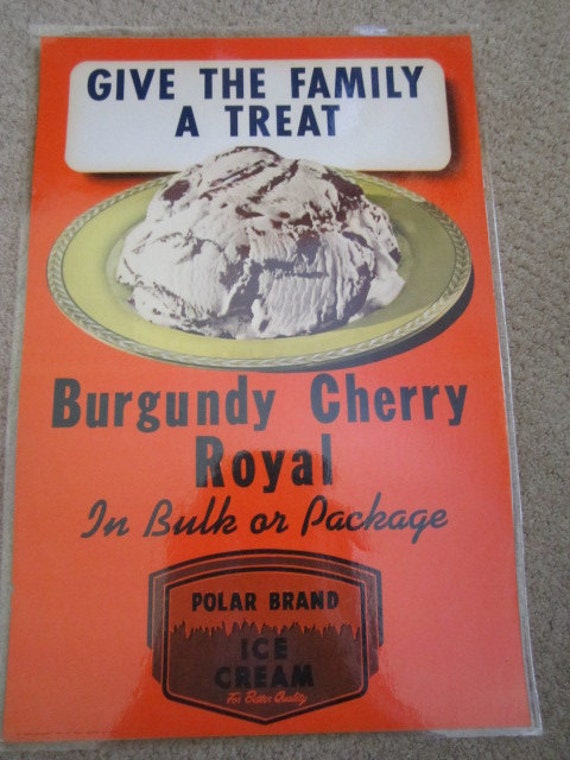 GIVE THE FAMILY
A TREAT
Burgundy Cherry
Royal
In Bulk or Package
POLAR BRAND
ICE
CREAM
For Better Quality